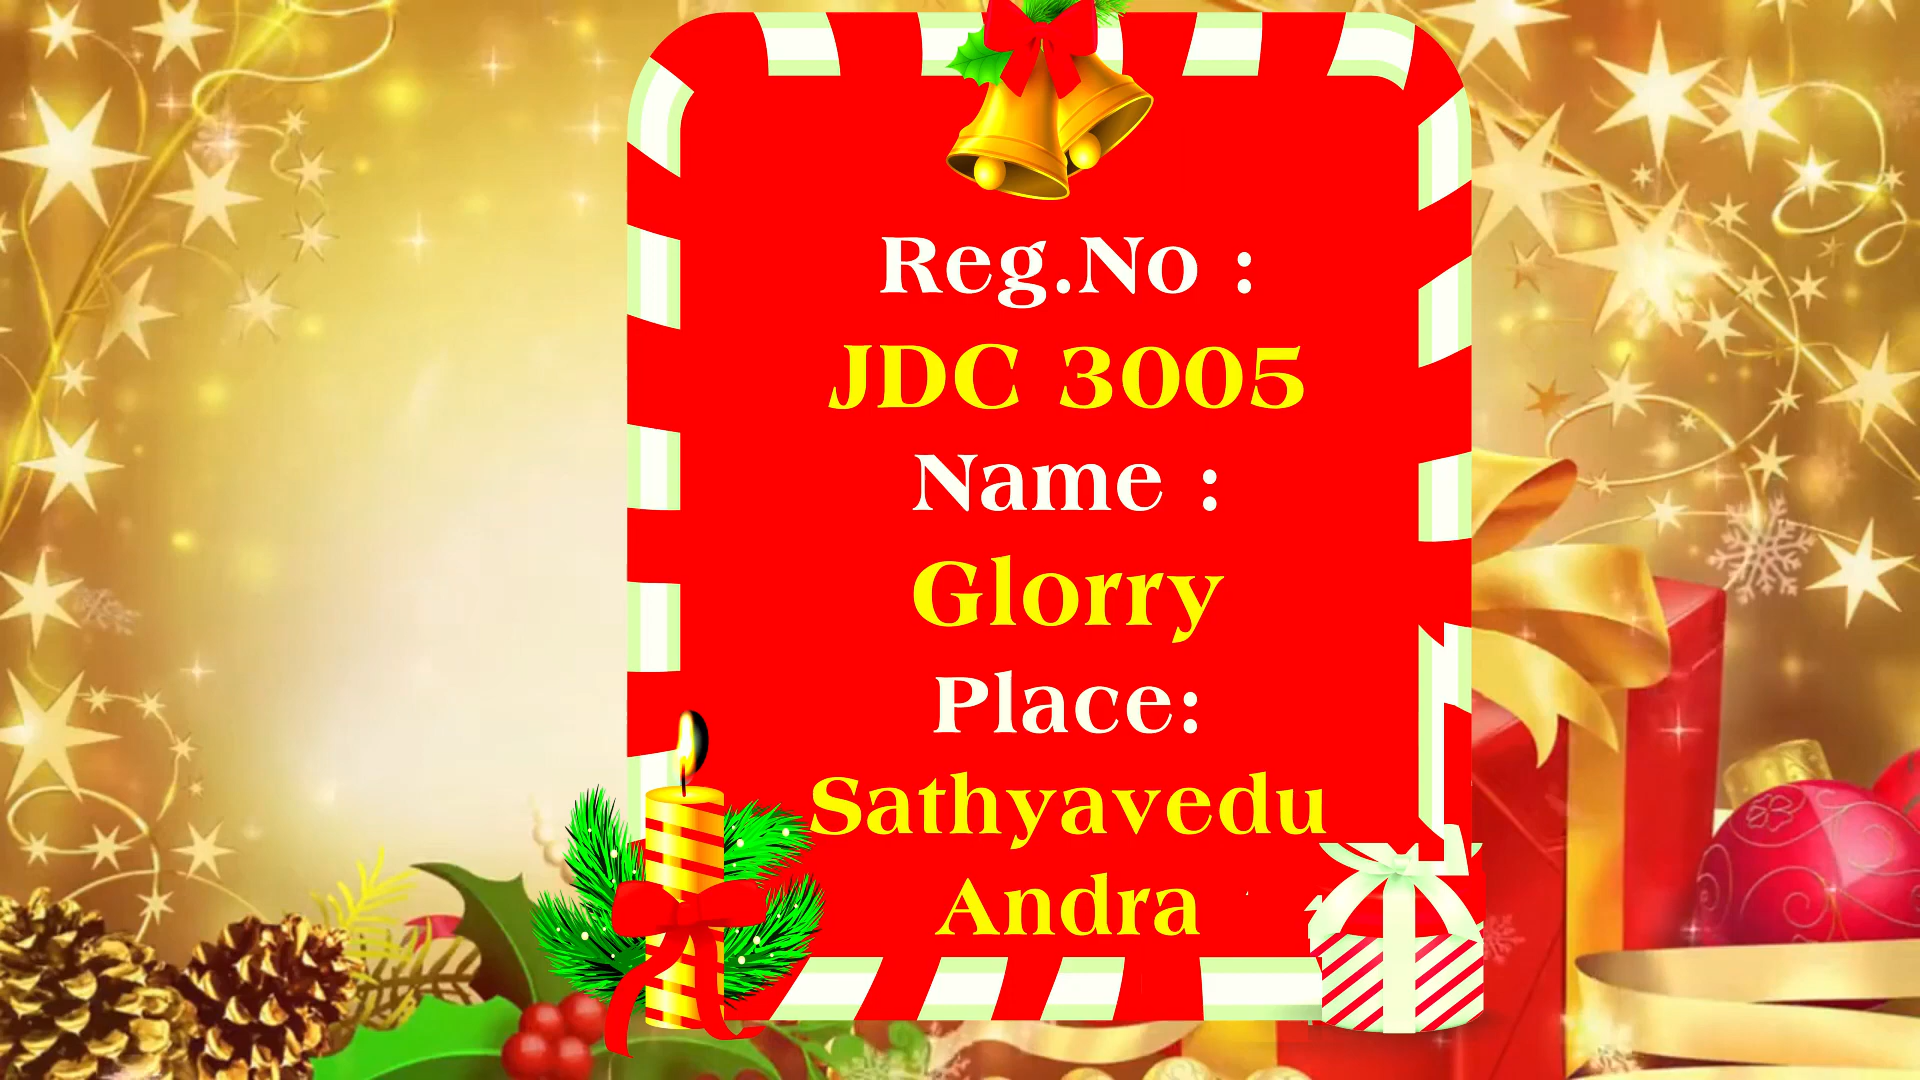 Reg.No :
JDC 3005
Name :
Glorry
Place:
Sathyavedu
Andra